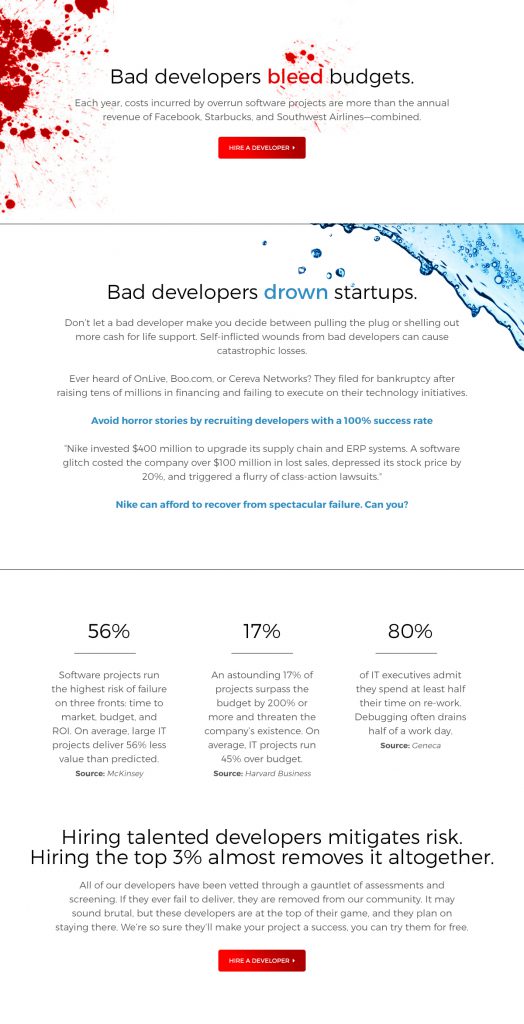 Bad developers bleed budgets.
Each year, costs incurred by overrun software projects are more than the annual
revenue of Facebook, Starbucks, and Southwest Airlines—combined.
HIRE A DEVELOPER
Bad developers drown startups.
Don't let a bad developer make you decide between pulling the plug or shelling out
more cash for life support. Self-inflicted wounds from bad developers can cause
catastrophic losses.
Ever heard of OnLive, Boo.com, or Cereva Networks? They filed for bankruptcy after
raising tens of millions in financing and failing to execute on their technology initiatives.
Avoid horror stories by recruiting developers with a 100% success rate
"Nike invested $400 million to upgrade its supply chain and ERP systems. A software
glitch costed the company over $100 million in lost sales, depressed its stock price by
20%, and triggered a flurry of class-action lawsuits."
Nike can afford to recover from spectacular failure. Can you?
56%
Software projects run
the highest risk of failure
on three fronts: time to
market, budget, and
ROI. On average, large IT
projects deliver 56% less
value than predicted.
Source: McKinsey
17%
An astounding 17% of
projects surpass the
budget by 200% or
more and threaten the
company's existence. On
average, IT projects run
45% over budget.
Source: Harvard Business
80%
of IT executives admit
they spend at least half
their time on re-work.
Debugging often drains
half of a work day.
Source: Geneca
Hiring talented developers mitigates risk.
Hiring the top 3% almost removes it altogether.
All of our developers have been vetted through a gauntlet of assessments and
screening. If they ever fail to deliver, they are removed from our community. It may
sound brutal, but these developers are at the top of their game, and they plan on
staying there. We're so sure they'll make your project a success, you can try them for free.
HIRE A DEVELOPER